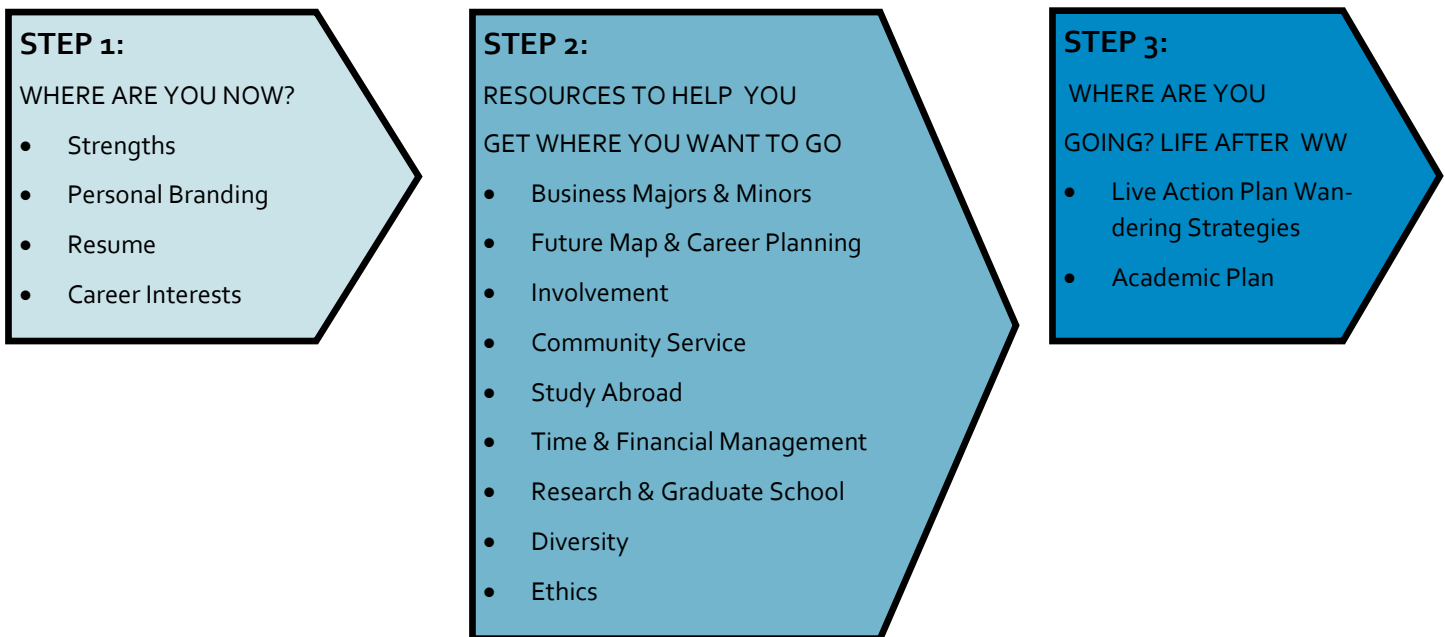 STEP 1:
WHERE ARE YOU NOW?
• Strengths
• Personal Branding
• Resume
• Career Interests
STEP 2:
RESOURCES TO HELP YOU
GET WHERE YOU WANT TO GO
• Business Majors & Minors
• Future Map & Career Planning
• Involvement
• Community Service
• Study Abroad
• Time & Financial Management
• Research & Graduate School
• Diversity
• Ethics
STEP 3:
WHERE ARE YOU
GOING? LIFE AFTER WW
• Live Action Plan Wan-
dering Strategies
• Academic Plan